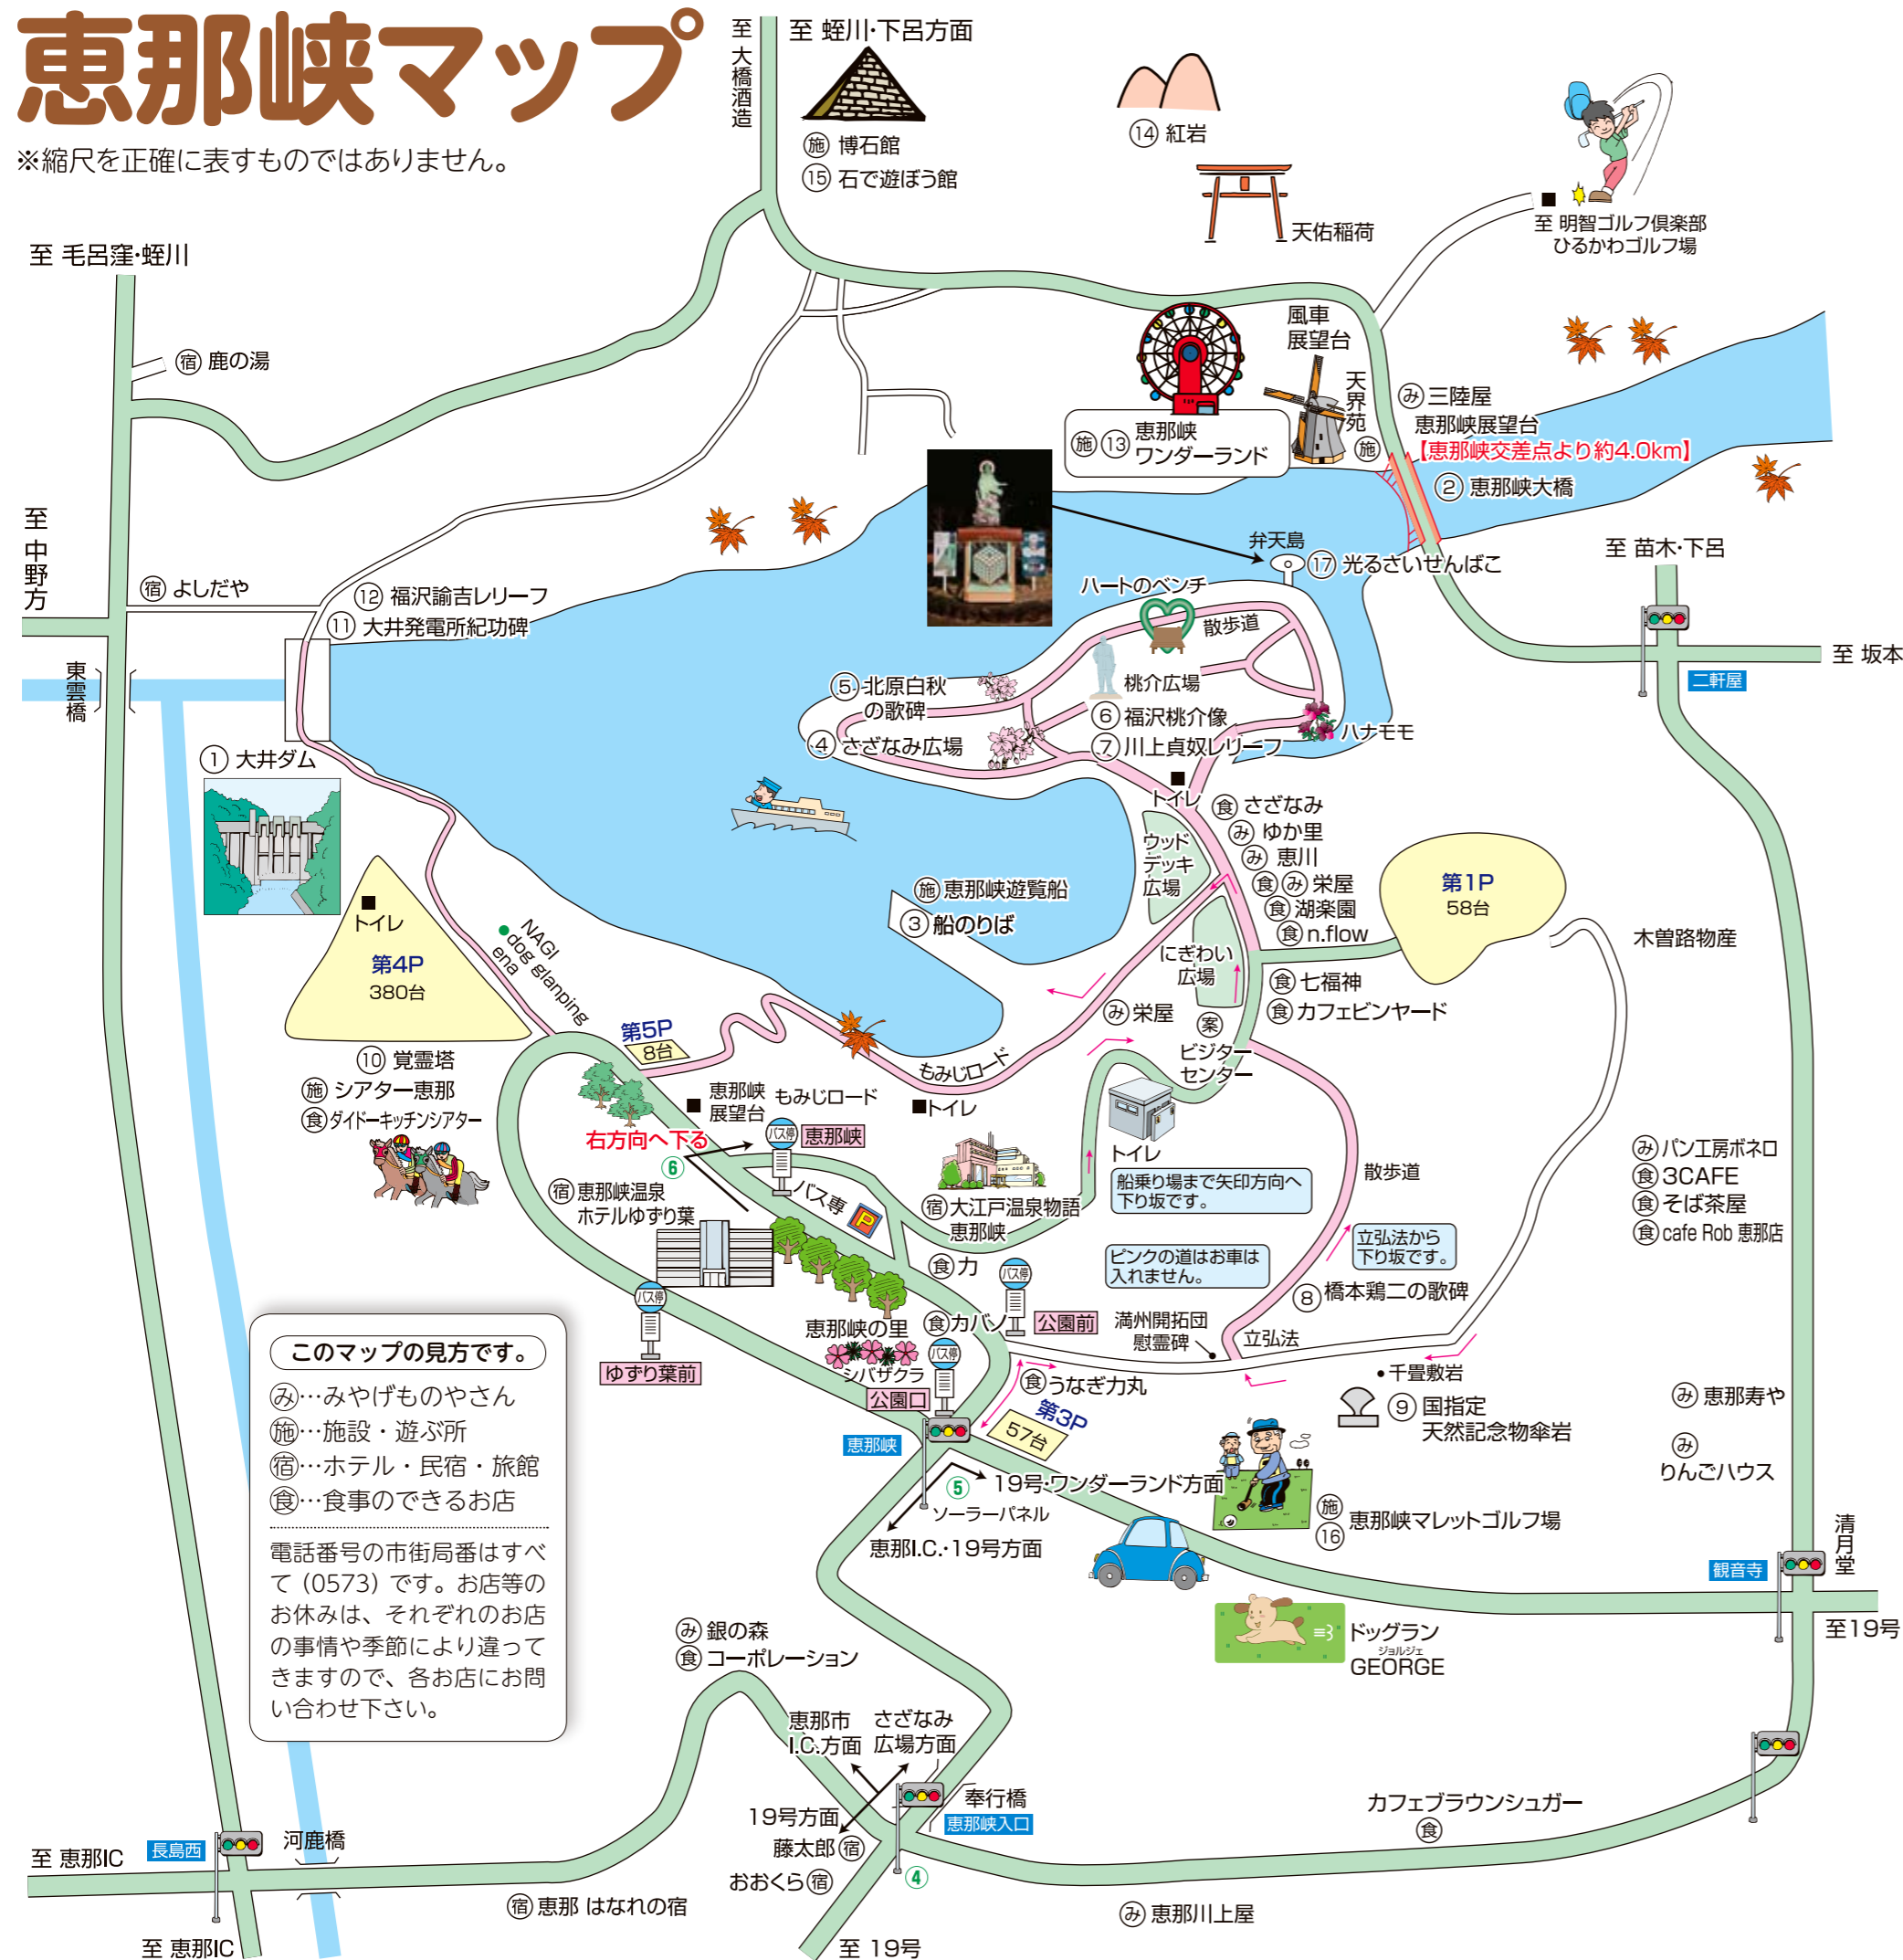 恵那峡マップ
※縮尺を正確に表すものではありません。
至 大橋酒造
至 蛭川・下呂方面
施 博石館
⑮ 石で遊ぼう館
⑭ 紅岩
天佑稲荷
至 明智ゴルフ倶楽部
ひるかわゴルフ場
至 毛呂窪・蛭川
宿 鹿の湯
風車
展望台
天界苑
施
施 ⑬ 恵那峡
ワンダーランド
み 三陸屋
恵那峡展望台
【恵那峡交差点より約4.0km】
② 恵那峡大橋
至 中野方
宿 よしだや
⑫ 福沢諭吉レリーフ
⑪ 大井発電所紀功碑
東雲橋
弁天島
⑰ 光るさいせんばこ
至 苗木・下呂
至 坂本
二軒屋
ハートのベンチ
散歩道
桃介広場
⑤ 北原白秋
の歌碑
④ さざなみ広場
⑥ 福沢桃介像
⑦ 川上貞奴レリーフ
ハナモモ
トイレ
① 大井ダム
食 さざなみ
み ゆか里
み 恵川
食 み 栄屋
食 湖楽園
食 n.flow
ウッド
デッキ
広場
第1P
58台
施 恵那峡遊覧船
③ 船のりば
にぎわい
広場
木曽路物産
食 七福神
食 カフェビンヤード
み 栄屋
案
ビジター
センター
トイレ
第4P
380台
NAGI
dog glanping
ena
第5P
8台
⑩ 覚霊塔
施 シアター恵那
食 ダイドーキッチンシアター
もみじロード
恵那峡
展望台
もみじロード
トイレ
右方向へ下る
⑥
バス停
恵那峡
バス専
P
宿 恵那峡温泉
ホテルゆずり葉
宿 大江戸温泉物語
恵那峡
トイレ
船乗り場まで矢印方向へ
下り坂です。
ピンクの道はお車は
入れません。
散歩道
立弘法から
下り坂です。
み パン工房ボネロ
食 3CAFE
食 そば茶屋
食 cafe Rob 恵那店
食 力
バス停
公園前
食 カバノ
バス停
ゆずり葉前
恵那峡の里
シバザクラ
バス停
公園口
満州開拓団
慰霊碑
立弘法
⑧ 橋本鶏二の歌碑
千畳敷岩
⑨ 国指定
天然記念物傘岩
食 うなぎ力丸
第3P
57台
恵那峡
み 恵那寿や
み
りんごハウス
⑤
19号・ワンダーランド方面
ソーラーパネル
恵那I.C.・19号方面
施
⑯ 恵那峡マレットゴルフ場
清月堂
観音寺
至19号
ドッグラン
ジョルジェ
GEORGE
このマップの見方です。
み…みやげものやさん
施…施設・遊ぶ所
宿…ホテル・民宿・旅館
食…食事のできるお店
電話番号の市街局番はすべ
て (0573) です。お店等の
お休みは、それぞれのお店
の事情や季節により違って
きますので、各お店にお問
い合わせ下さい。
み 銀の森
食 コーポレーション
恵那市
I.C.方面
さざなみ
広場方面
19号方面
奉行橋
恵那峡入口
藤太郎 宿
おおくら 宿
④
カフェブラウンシュガー
食
長島西
河鹿橋
至 恵那IC
宿 恵那 はなれの宿
み 恵那川上屋
至 恵那IC
至 19号